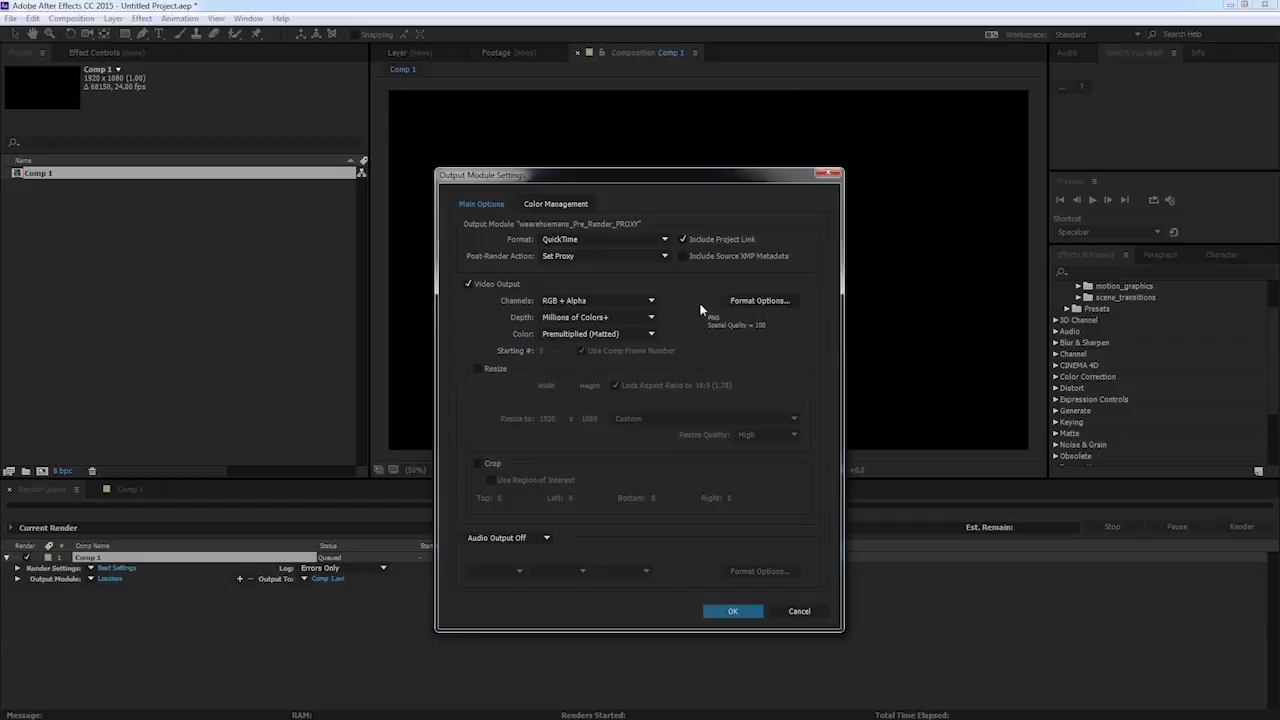 Adobe After Effects CC 2015 - Untitled Project.aep *
File Edit Composition Layer Effect Animation View Window Help
Snapping
Workspace: Standard
Search Help
Project
Effect Controls (none)
Layer (none)
Footage (none)
Composition Comp 1
Audio
Info
Comp 1
1920 x 1080 (1.00)
Δ 68150, 24.00 fps
Comp 1
... ?
Name
Comp 1
Preview
Shortcut
Spacebar
Effects & Presets
Paragraph
Character
motion_graphics
scene_transitions
Presets
3D Channel
Audio
Blur & Sharpen
Channel
CINEMA 4D
Color Correction
Distort
Expression Controls
Generate
Keying
Matte
Noise & Grain
Obsolete
8 bpc
(50%)
+0.0
Output Module Settings
Main Options
Color Management
Output Module "wearehuemans_Pre_Render_PROXY"
Format: QuickTime
Include Project Link
Post-Render Action: Set Proxy
Include Source XMP Metadata
Video Output
Channels: RGB + Alpha
Format Options...
Depth: Millions of Colors+
PNG
Spatial Quality = 100
Color: Premultiplied (Matted)
Starting #: 0
Use Comp Frame Number
Resize
Width Height
Lock Aspect Ratio to 16:9 (1.78)
Resize to: 1920 x 1080
Custom
Resize Quality: High
Crop
Use Region of Interest
Top: 0 Left: 0 Bottom: 0 Right: 0
Audio Output Off
Format Options...
OK
Cancel
Render Queue
Comp 1
Current Render
Est. Remain:
Stop
Pause
Render
Render
#
Comp Name
Status
1
Comp 1
Queued
-
Render Settings: Best Settings
Log: Errors Only
Output Module: Lossless
+ − Output To: Comp 1.avi
Message:
RAM:
Renders Started:
Total Time Elapsed: